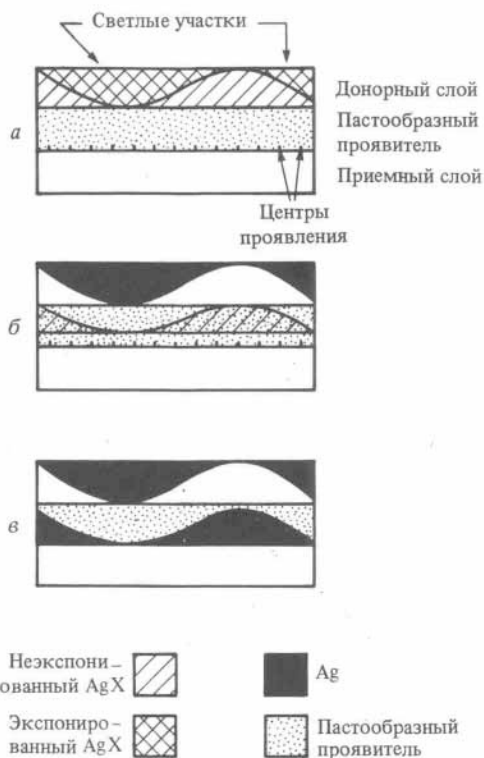 Светлые участки
а
Донорный слой
Пастообразный
проявитель
Приемный слой
Центры
проявления
б
в
Неэкспони–
ованный AgX
Ag
Экспониро–
ванный AgX
Пастообразный
проявитель